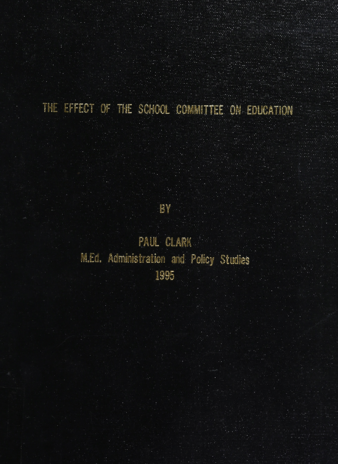 THE EFFECT OF THE SCHOOL COMMITTEE ON EDUCATION
BY
PAUL CLARK
M.Ed. Administration and Policy Studies
1995